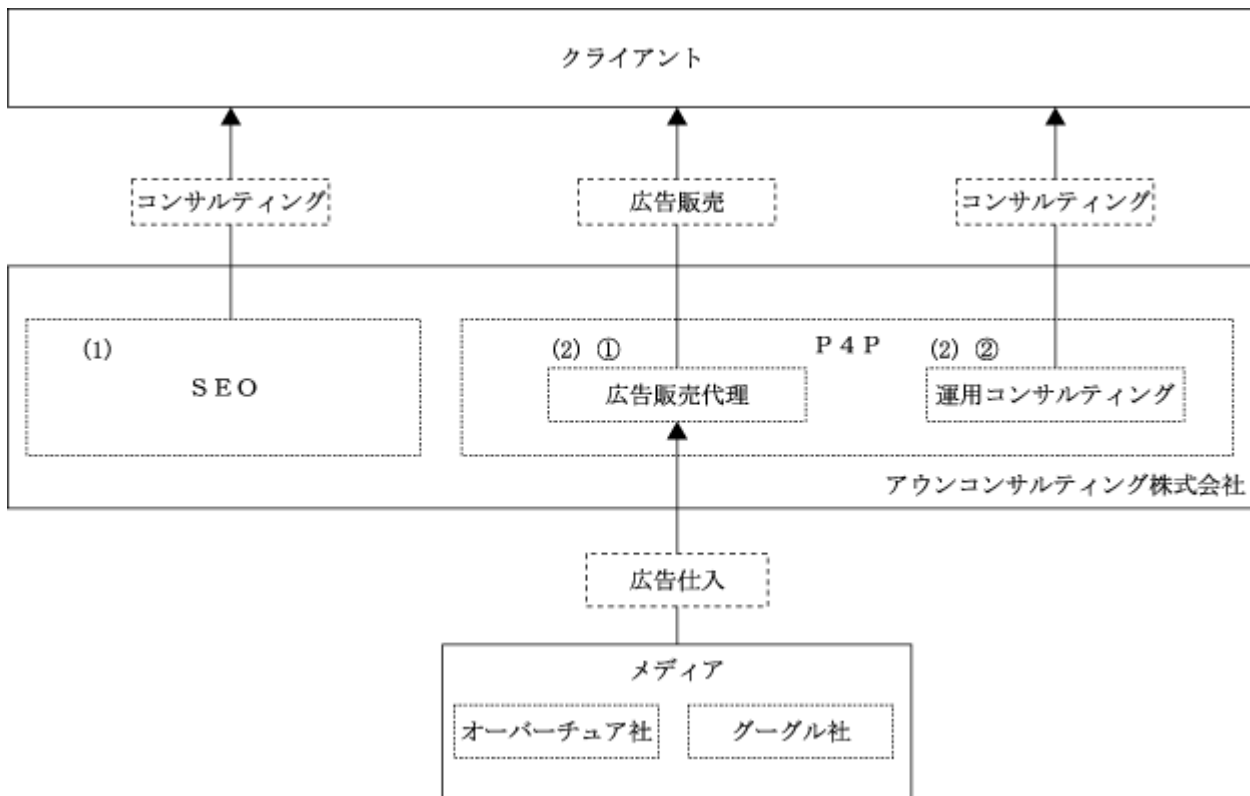 クライアント
コンサルティング
広告販売
コンサルティング
(1)
SEO
P4P
(2) ①
広告販売代理
(2) ②
運用コンサルティング
アウンコンサルティング株式会社
広告仕入
メディア
オーバーチュア社
グーグル社